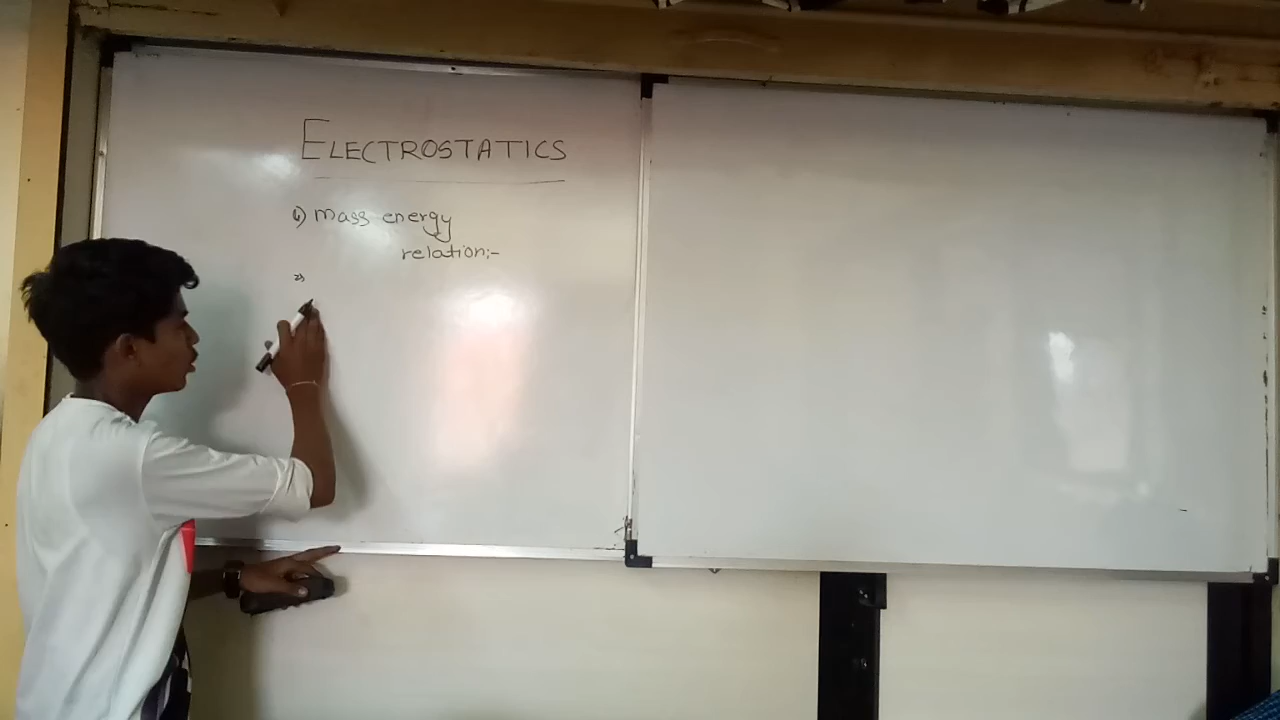 ELECTROSTATICS
1) mass energy
relation:-
2)